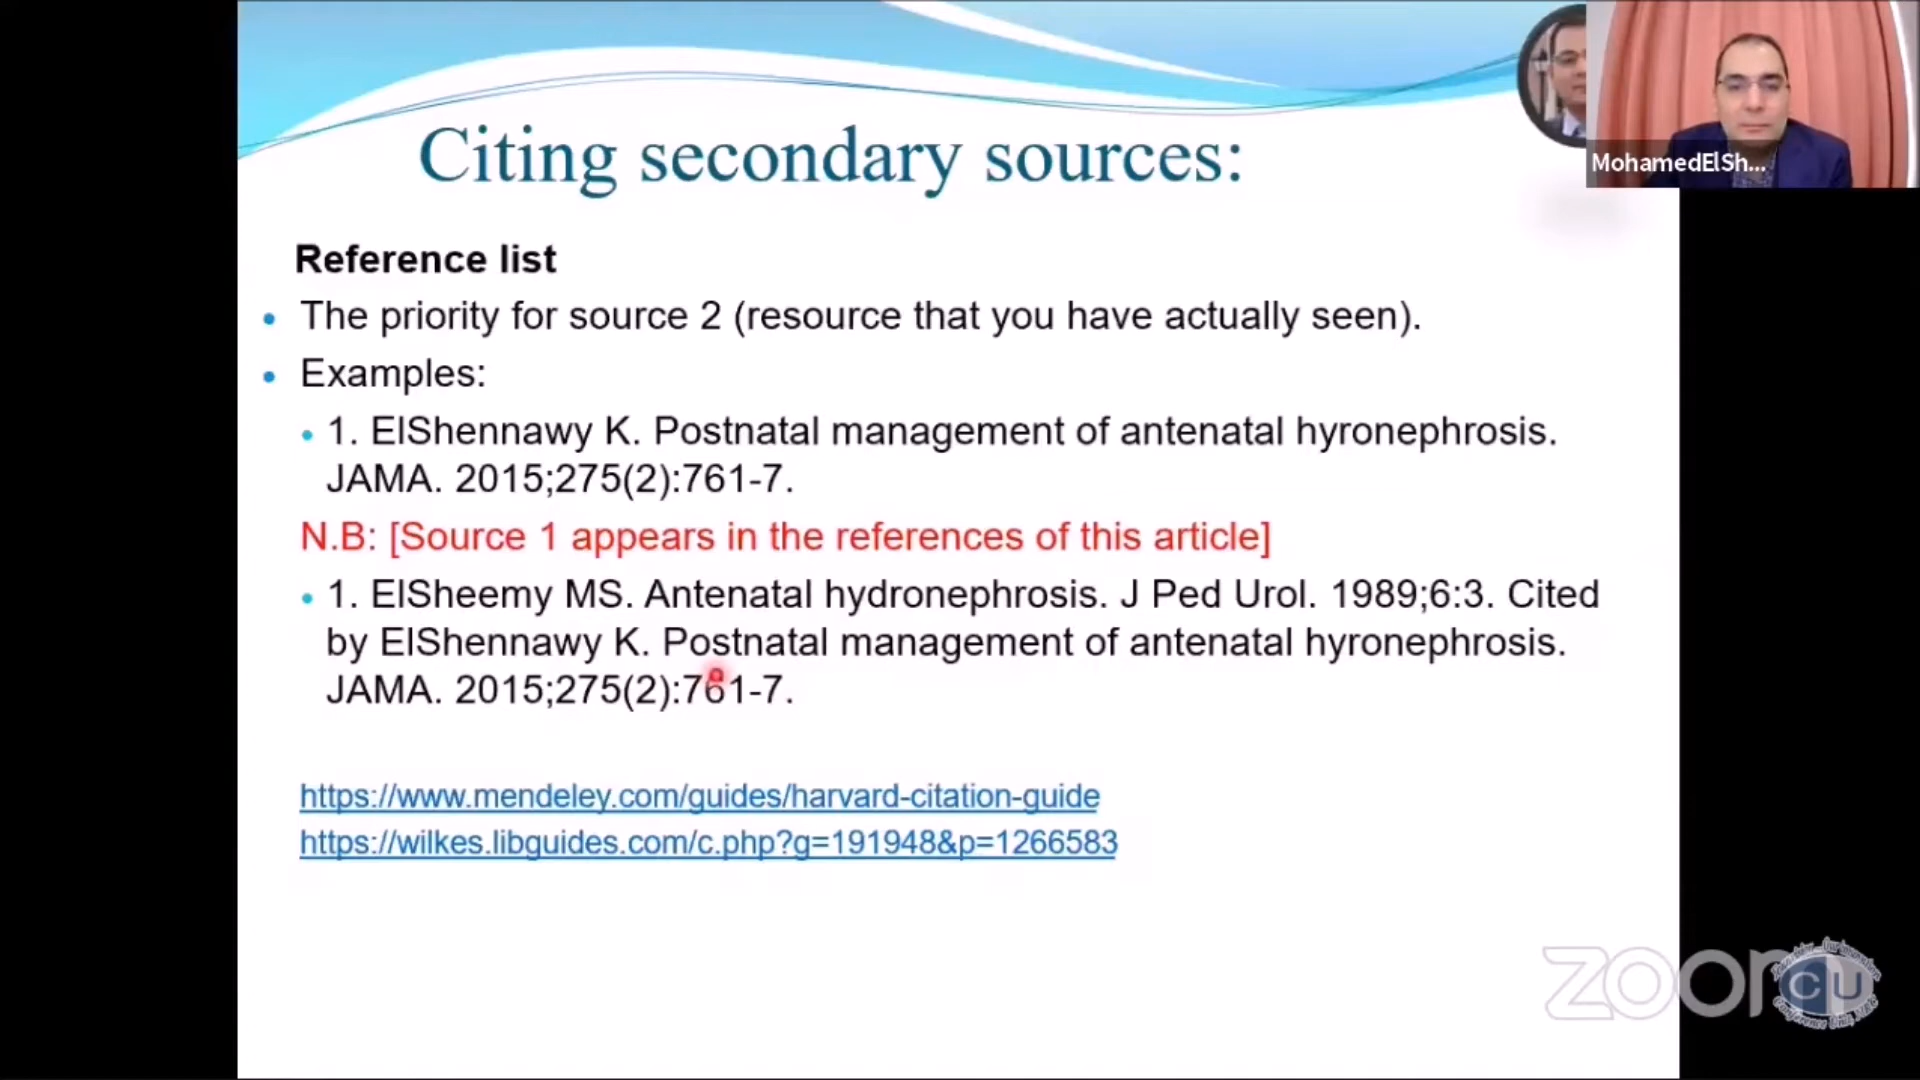 Citing secondary sources:
MohamedElSh...
Reference list
The priority for source 2 (resource that you have actually seen).
Examples:
1. ElShennawy K. Postnatal management of antenatal hyronephrosis.
JAMA. 2015;275(2):761-7.
N.B: [Source 1 appears in the references of this article]
1. ElSheemy MS. Antenatal hydronephrosis. J Ped Urol. 1989;6:3. Cited
by ElShennawy K. Postnatal management of antenatal hyronephrosis.
JAMA. 2015;275(2):761-7.
https://www.mendeley.com/guides/harvard-citation-guide
https://wilkes.libguides.com/c.php?g=191948&p=1266583
zoom
CU